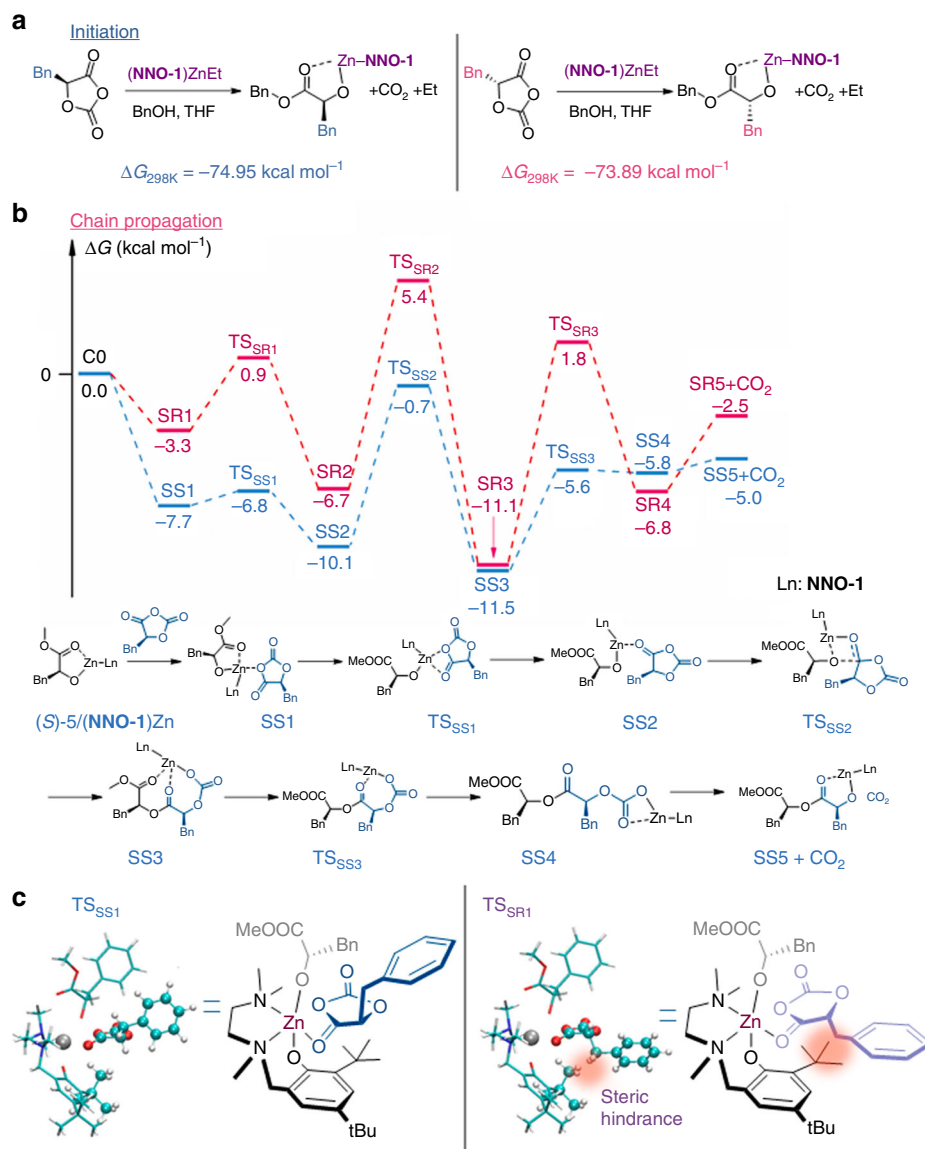 a
Initiation
Bn
O
O
O
O
(NNO-1)ZnEt
BnOH, THF
Zn–NNO-1
O
BnO
O
Bn
+CO2 +Et
ΔG298K = −74.95 kcal mol−1
Bn
O
O
O
O
(NNO-1)ZnEt
BnOH, THF
Zn–NNO-1
O
BnO
O
Bn
+CO2 +Et
ΔG298K = −73.89 kcal mol−1
b
Chain propagation
ΔG (kcal mol−1)
0
C0
0.0
SR1
−3.3
SS1
−7.7
TSSR1
0.9
TSSS1
−6.8
SR2
−6.7
SS2
−10.1
TSSR2
5.4
TSSS2
−0.7
SR3
−11.1
SS3
−11.5
TSSR3
1.8
TSSS3
−5.6
SS4
−5.8
SR4
−6.8
SR5+CO2
−2.5
SS5+CO2
−5.0
Ln: NNO-1
O
O
O
Zn–Ln
Bn
O
O
O
O
Bn
O
O
O
Bn
Zn
Ln
O
O
O
O
Bn
Ln
MeOOC
Zn
O
Bn
O
O
O
O
Bn
Ln
Zn
MeOOC
O
Bn
O
O
O
O
Bn
Ln
Zn
MeOOC
O
Bn
O
O
O
O
Bn
(S)-5/(NNO-1)Zn
SS1
TSSS1
SS2
TSSS2
Ln
Zn
O
O
O
O
O
O
O
Bn
Bn
Ln–Zn
MeOOC
O
O
O
O
O
Bn
Bn
MeOOC
O
O
O
O
O
Bn
Bn
Zn–Ln
MeOOC
O
O
O
Zn
Ln
CO2
Bn
Bn
SS3
TSSS3
SS4
SS5 + CO2
c
TSSS1
MeOOC
Bn
O
N
Zn
N
O
O
O
O
O
tBu
TSSR1
Steric
hindrance
MeOOC
Bn
O
N
Zn
N
O
O
O
O
O
tBu